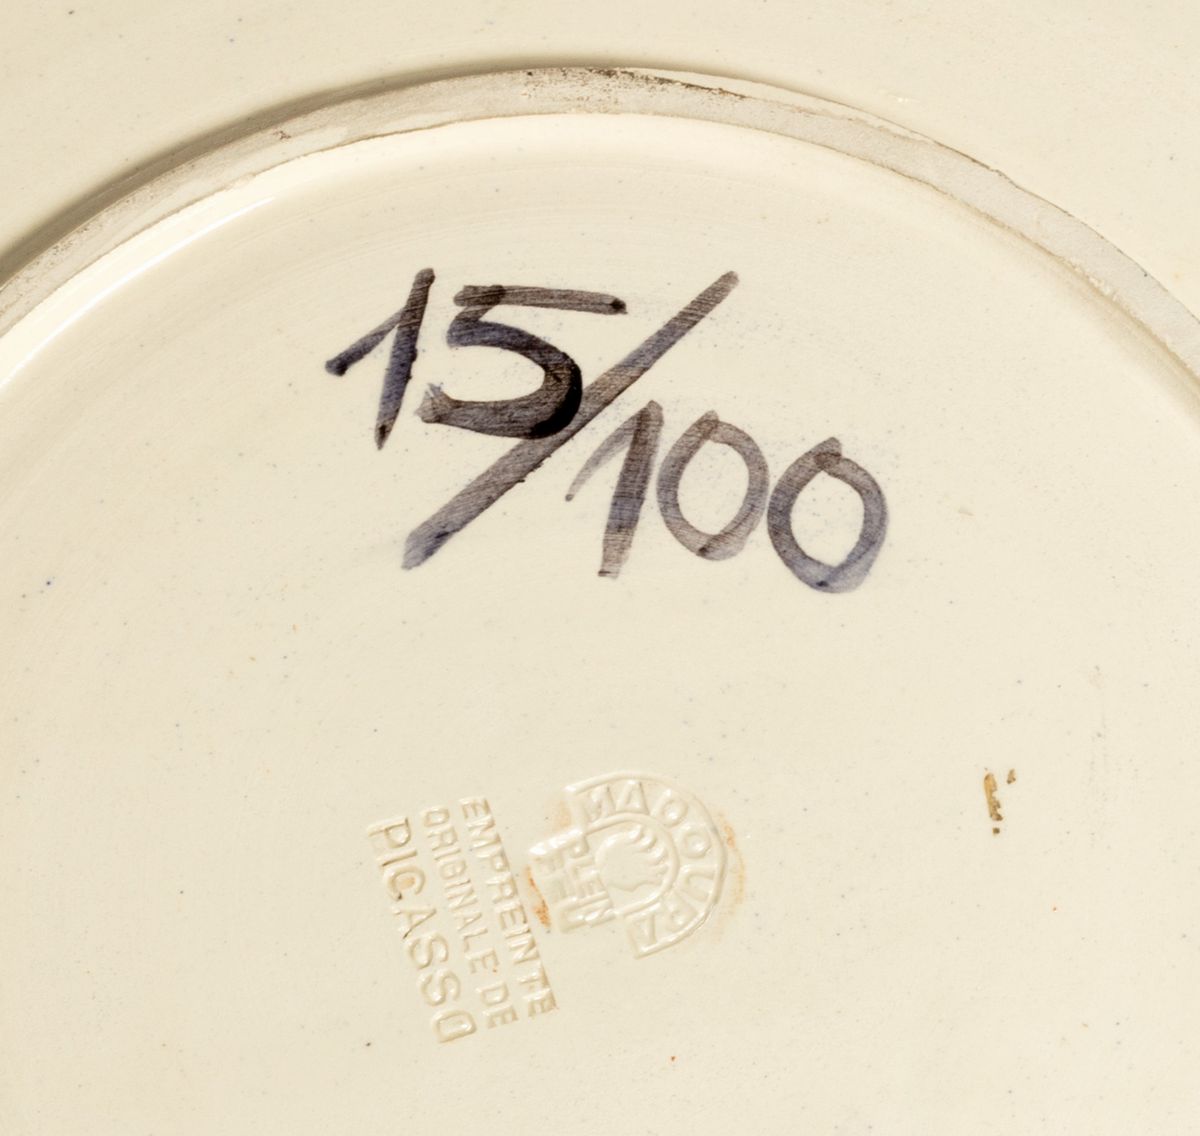 15/100
MADOURA
PLEIN
FEU
EMPREINTE
ORIGINALE DE
PICASSO